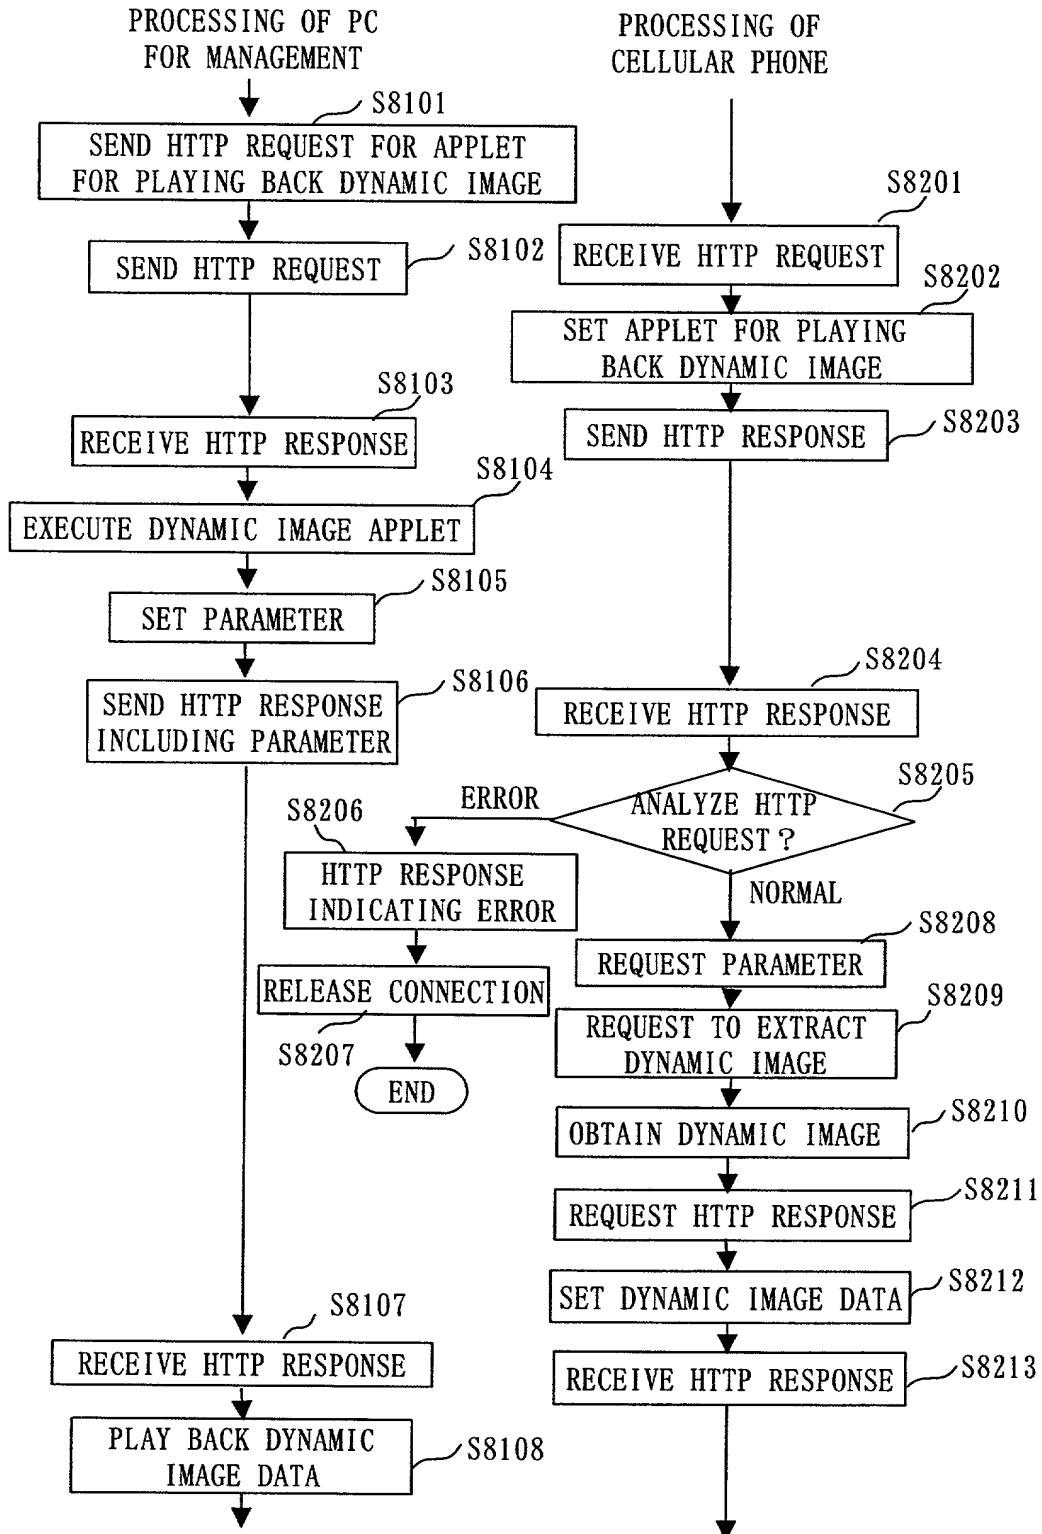 PROCESSING OF PC
FOR MANAGEMENT
S8101
SEND HTTP REQUEST FOR APPLET
FOR PLAYING BACK DYNAMIC IMAGE
SEND HTTP REQUEST
S8102
S8103
RECEIVE HTTP RESPONSE
S8104
EXECUTE DYNAMIC IMAGE APPLET
S8105
SET PARAMETER
SEND HTTP RESPONSE
INCLUDING PARAMETER
S8106
S8107
RECEIVE HTTP RESPONSE
PLAY BACK DYNAMIC
IMAGE DATA
S8108
PROCESSING OF
CELLULAR PHONE
S8201
RECEIVE HTTP REQUEST
S8202
SET APPLET FOR PLAYING
BACK DYNAMIC IMAGE
SEND HTTP RESPONSE
S8203
S8204
RECEIVE HTTP RESPONSE
S8205
ANALYZE HTTP
REQUEST?
ERROR
S8206
HTTP RESPONSE
INDICATING ERROR
RELEASE CONNECTION
S8207
END
NORMAL
S8208
REQUEST PARAMETER
S8209
REQUEST TO EXTRACT
DYNAMIC IMAGE
S8210
OBTAIN DYNAMIC IMAGE
S8211
REQUEST HTTP RESPONSE
S8212
SET DYNAMIC IMAGE DATA
S8213
RECEIVE HTTP RESPONSE